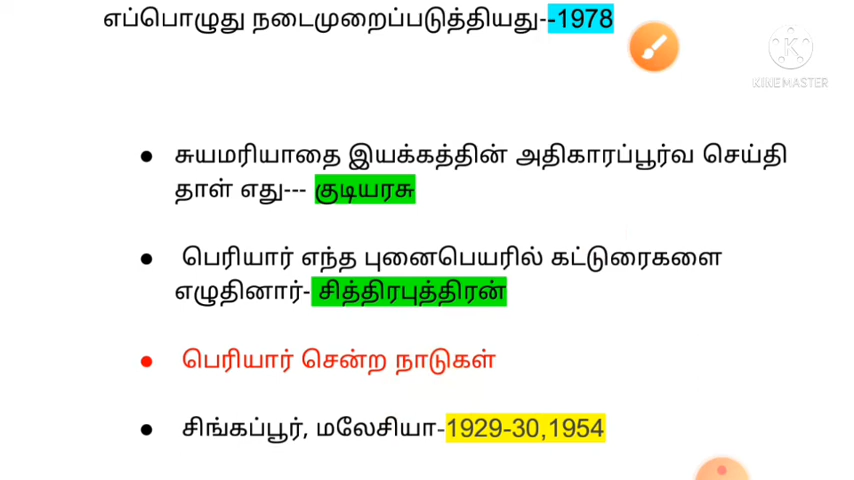 எப்பொழுது நடைமுறைப்படுத்தியது--1978
KINEMASTER
● சுயமரியாதை இயக்கத்தின் அதிகாரப்பூர்வ செய்தி
தாள் எது--- குடியரசு
● பெரியார் எந்த புனைபெயரில் கட்டுரைகளை
எழுதினார்- சித்திரபுத்திரன்
● பெரியார் சென்ற நாடுகள்
● சிங்கப்பூர், மலேசியா-1929-30,1954